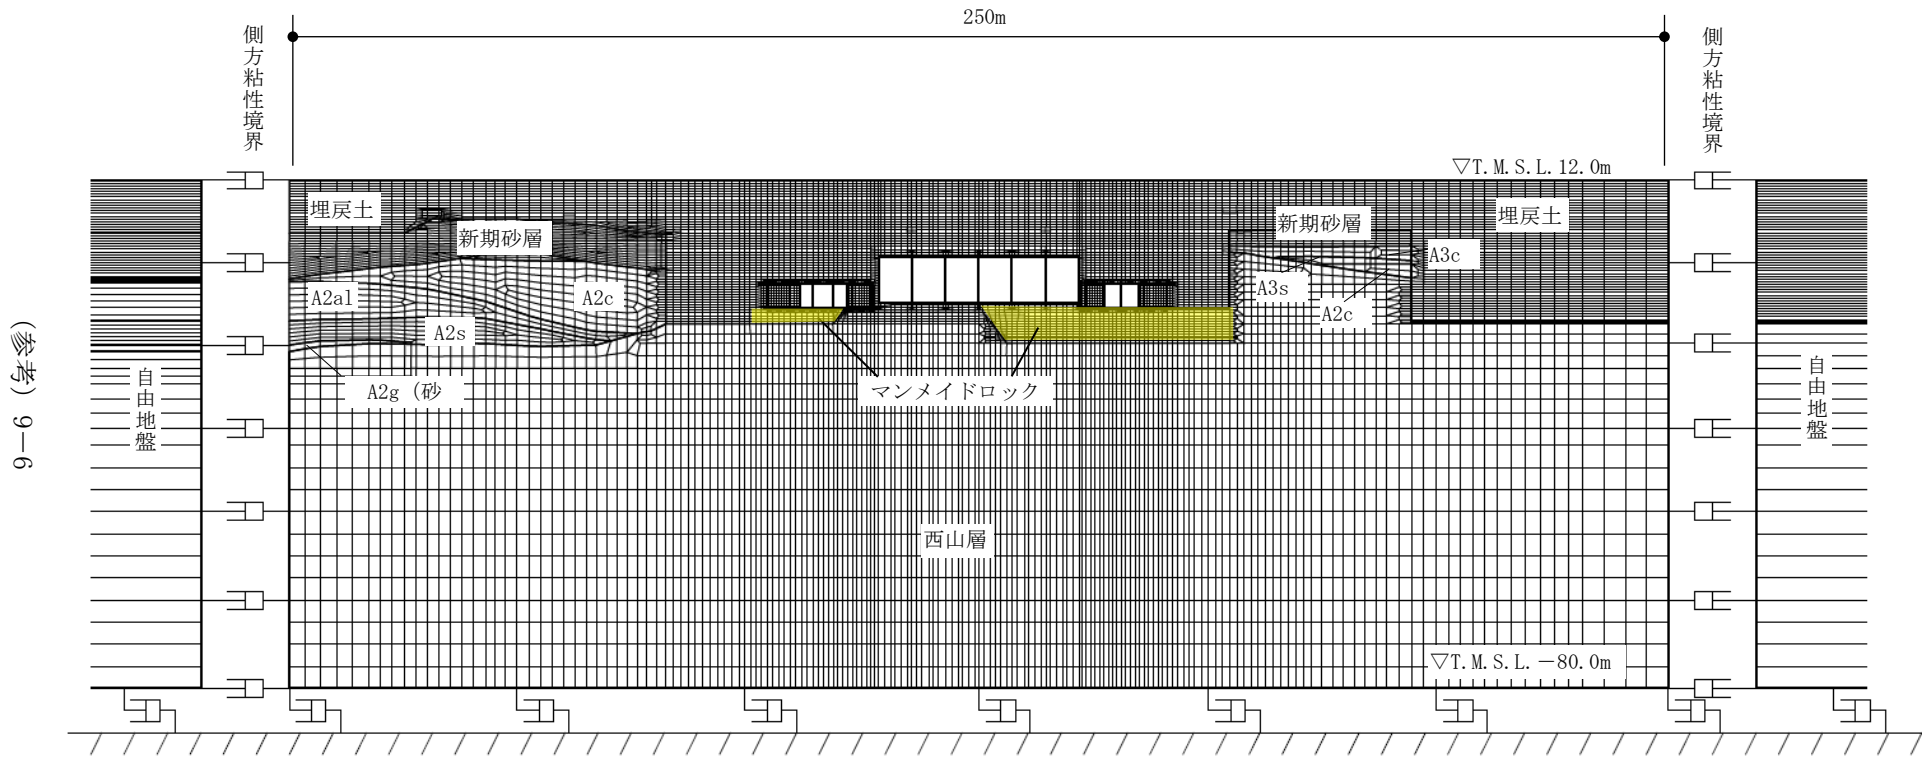 250m
側方粘性境界
側方粘性境界
▽T.M.S.L.12.0m
埋戻土
新期砂層
新期砂層
埋戻土
A3c
A2al
A2c
A3s
A2c
A2s
A2g (砂
マンメイドロック
自由地盤
自由地盤
西山層
▽T.M.S.L.－80.0m
(参考) 9－6